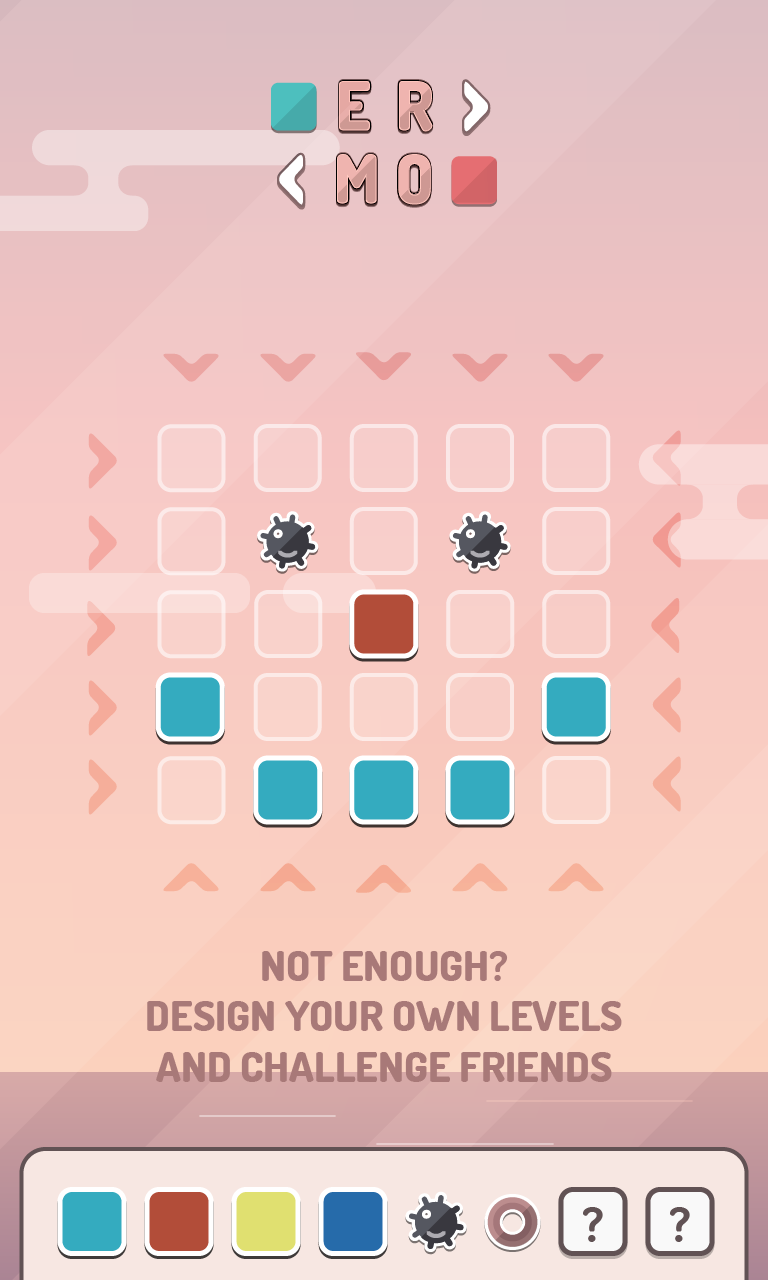 ER
MO
NOT ENOUGH?
DESIGN YOUR OWN LEVELS
AND CHALLENGE FRIENDS
? ?